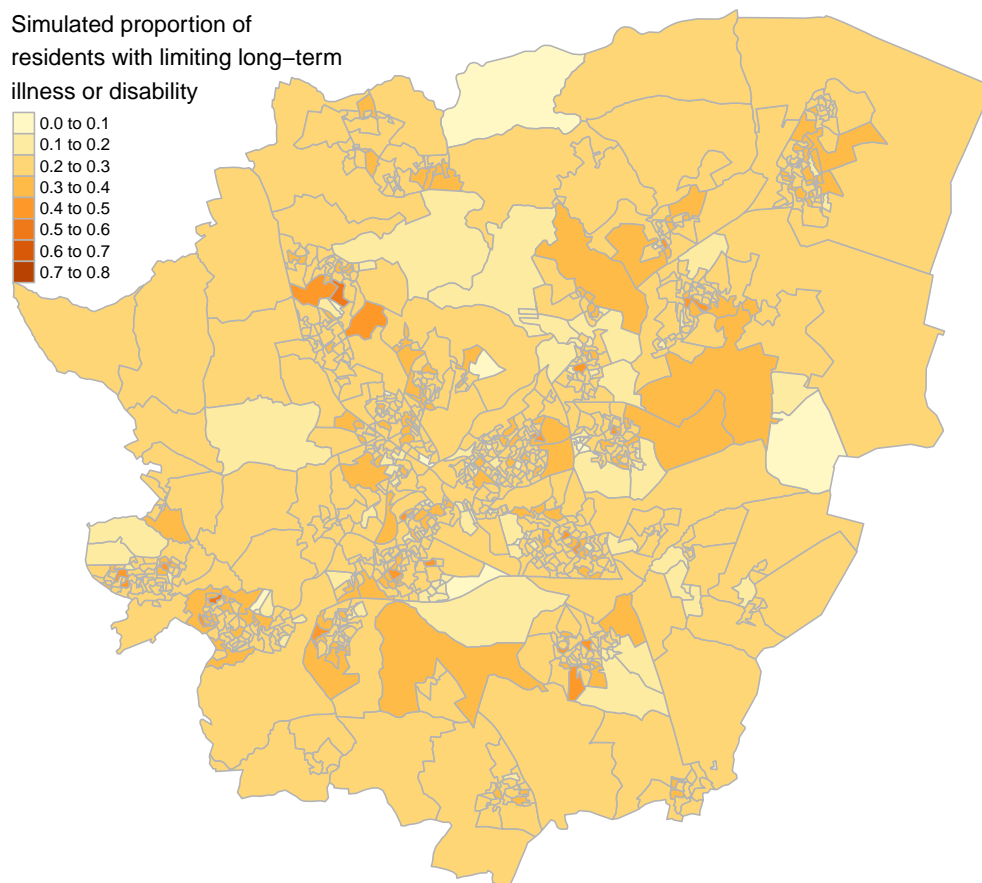 Simulated proportion of
residents with limiting long−term
illness or disability
0.0 to 0.1
0.1 to 0.2
0.2 to 0.3
0.3 to 0.4
0.4 to 0.5
0.5 to 0.6
0.6 to 0.7
0.7 to 0.8